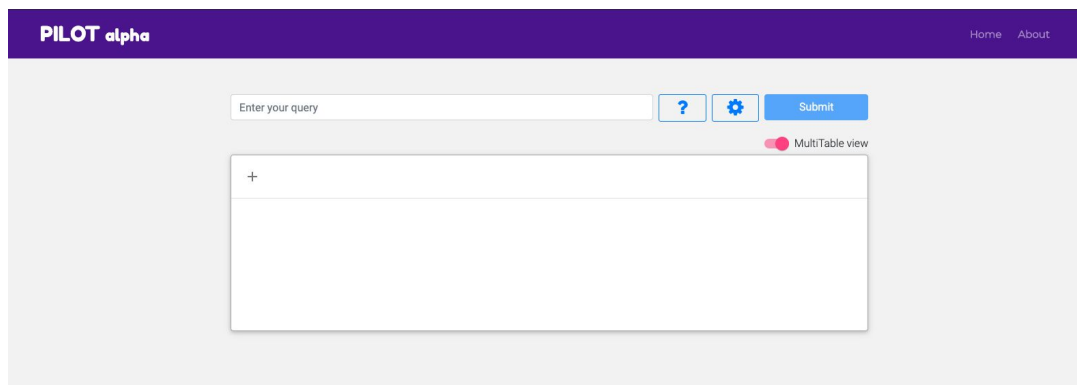 PILOT alpha
Home About
Enter your query ? Submit
MultiTable view
+